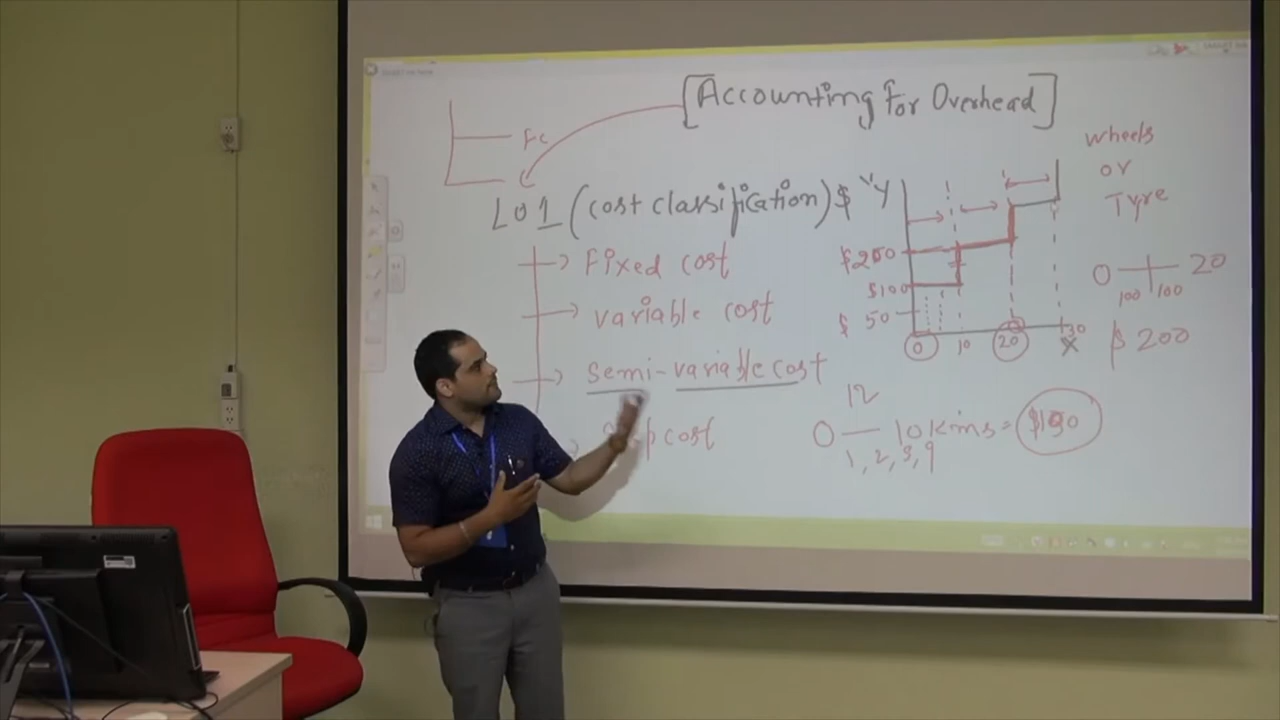 [Accounting For Overhead]
FC
LO1 (cost classification)
Fixed cost
variable cost
semi-variable cost
cost
$ Y
$200
$100
$ 50
0 10 20 30
X
wheels
or
Tyre
0 20
100 100
$ 200
12
0 — 10 kms = $100
1, 2, 3, 9